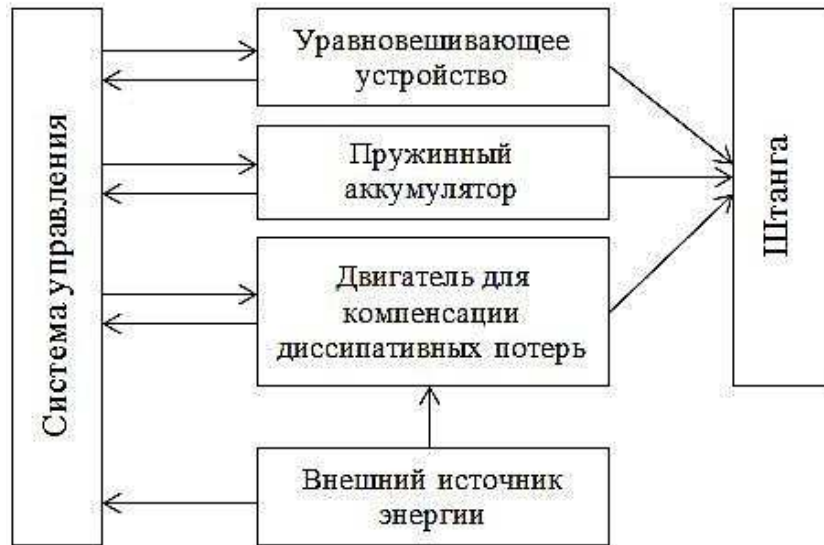 Система управления
Уравновешивающее
устройство
Пружинный
аккумулятор
Двигатель для
компенсации
диссипативных потерь
Внешний источник
энергии
Штанга